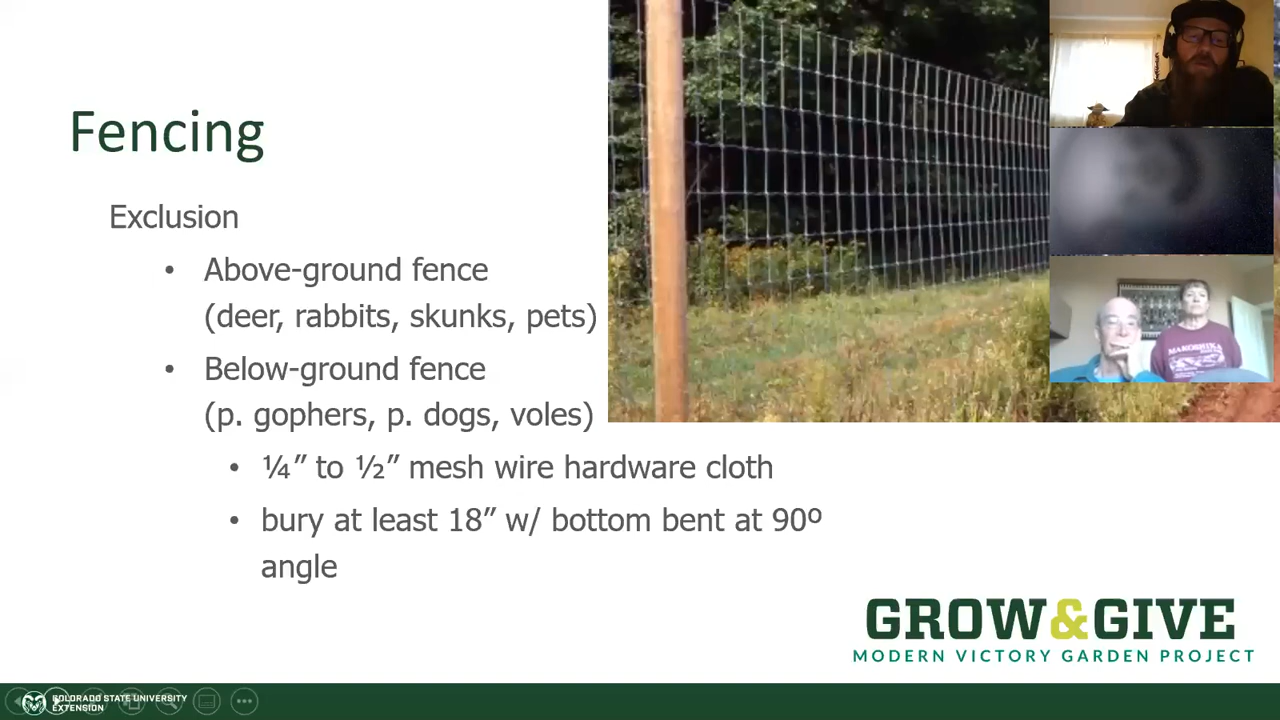 Fencing
Exclusion
• Above-ground fence
(deer, rabbits, skunks, pets)
• Below-ground fence
(p. gophers, p. dogs, voles)
• ¼” to ½” mesh wire hardware cloth
• bury at least 18” w/ bottom bent at 90º
angle
MAKOSHIKA
GROW&GIVE
MODERN VICTORY GARDEN PROJECT
COLORADO STATE UNIVERSITY
EXTENSION